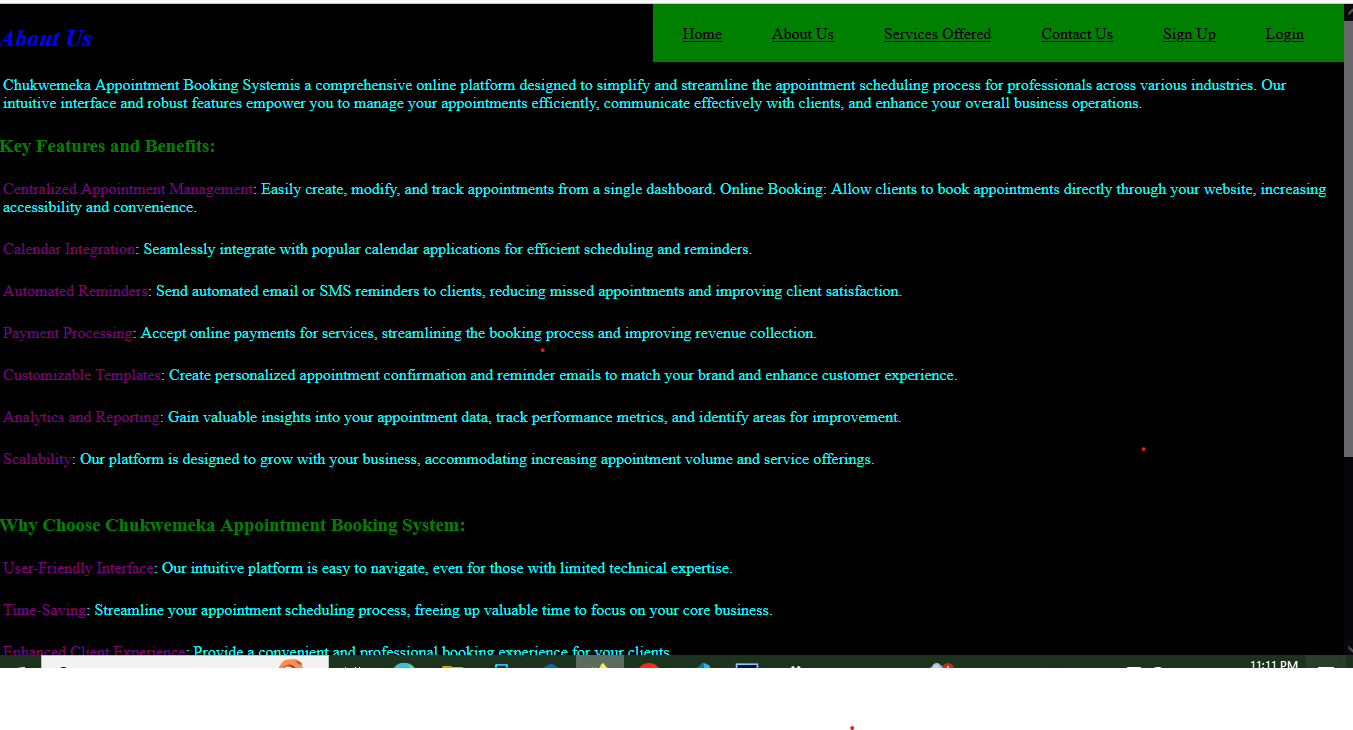 Home About Us Services Offered Contact Us Sign Up Login
About Us
Chukwemeka Appointment Booking Systemis a comprehensive online platform designed to simplify and streamline the appointment scheduling process for professionals across various industries. Our
intuitive interface and robust features empower you to manage your appointments efficiently, communicate effectively with clients, and enhance your overall business operations.
Key Features and Benefits:
Centralized Appointment Management: Easily create, modify, and track appointments from a single dashboard. Online Booking: Allow clients to book appointments directly through your website, increasing
accessibility and convenience.
Calendar Integration: Seamlessly integrate with popular calendar applications for efficient scheduling and reminders.
Automated Reminders: Send automated email or SMS reminders to clients, reducing missed appointments and improving client satisfaction.
Payment Processing: Accept online payments for services, streamlining the booking process and improving revenue collection.
Customizable Templates: Create personalized appointment confirmation and reminder emails to match your brand and enhance customer experience.
Analytics and Reporting: Gain valuable insights into your appointment data, track performance metrics, and identify areas for improvement.
Scalability: Our platform is designed to grow with your business, accommodating increasing appointment volume and service offerings.
Why Choose Chukwemeka Appointment Booking System:
User-Friendly Interface: Our intuitive platform is easy to navigate, even for those with limited technical expertise.
Time-Saving: Streamline your appointment scheduling process, freeing up valuable time to focus on your core business.
Enhanced Client Experience: Provide a convenient and professional booking experience for your clients.
11:11 PM